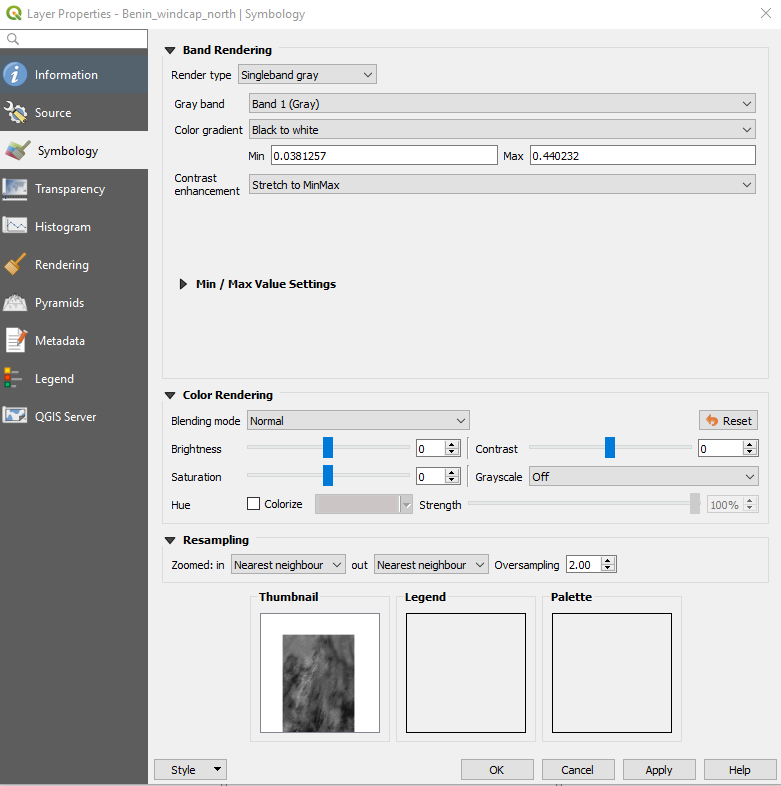 Layer Properties - Benin_windcap_north | Symbology
Information
Source
Symbology
Transparency
Histogram
Rendering
Pyramids
Metadata
Legend
QGIS Server
Band Rendering
Render type Singleband gray
Gray band Band 1 (Gray)
Color gradient Black to white
Min 0.0381257 Max 0.440232
Contrast enhancement Stretch to MinMax
Min / Max Value Settings
Color Rendering
Blending mode Normal Reset
Brightness 0 Contrast 0
Saturation 0 Grayscale Off
Hue Colorize Strength 100%
Resampling
Zoomed: in Nearest neighbour out Nearest neighbour Oversampling 2.00
Thumbnail Legend Palette
Style OK Cancel Apply Help